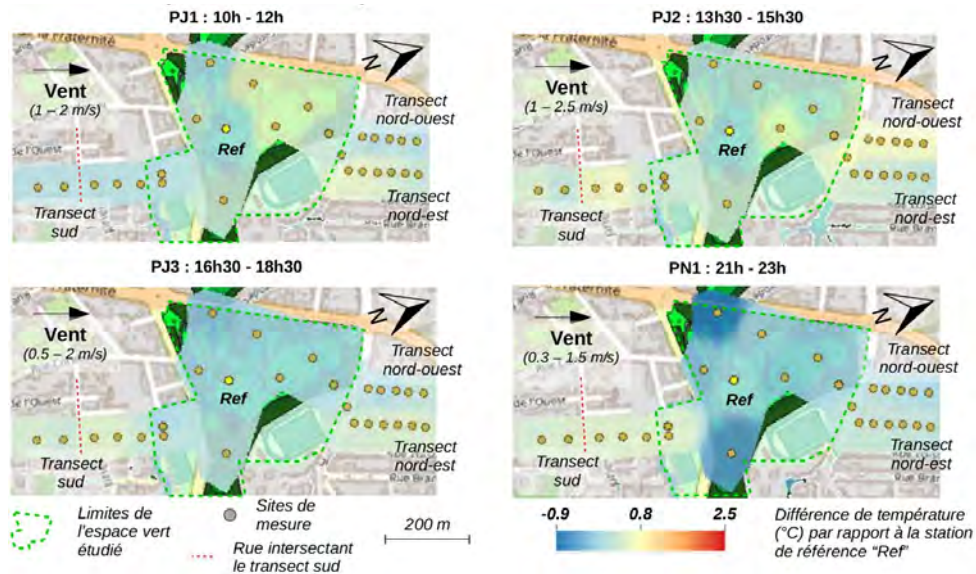 PJ1 : 10h - 12h
Fraternité
N
Vent
(1 – 2 m/s)
Transect
nord-ouest
de l'Ouest
Ref
Transect
sud
Transect
nord-est
PJ2 : 13h30 - 15h30
Fraternité
N
Vent
(1 – 2.5 m/s)
Transect
nord-ouest
de l'Ouest
Ref
Transect
sud
Transect
nord-est
PJ3 : 16h30 - 18h30
N
Vent
(0.5 – 2 m/s)
Transect
nord-ouest
de l'Ouest
Ref
Transect
sud
Transect
nord-est
PN1 : 21h - 23h
N
Vent
(0.3 – 1.5 m/s)
Transect
nord-ouest
de l'Ouest
Ref
Transect
sud
Transect
nord-est
Limites de
l'espace vert
étudié
Sites de
mesure
Rue intersectant
le transect sud
200 m
-0.9 0.8 2.5
Différence de température
(°C) par rapport à la station
de référence “Ref”